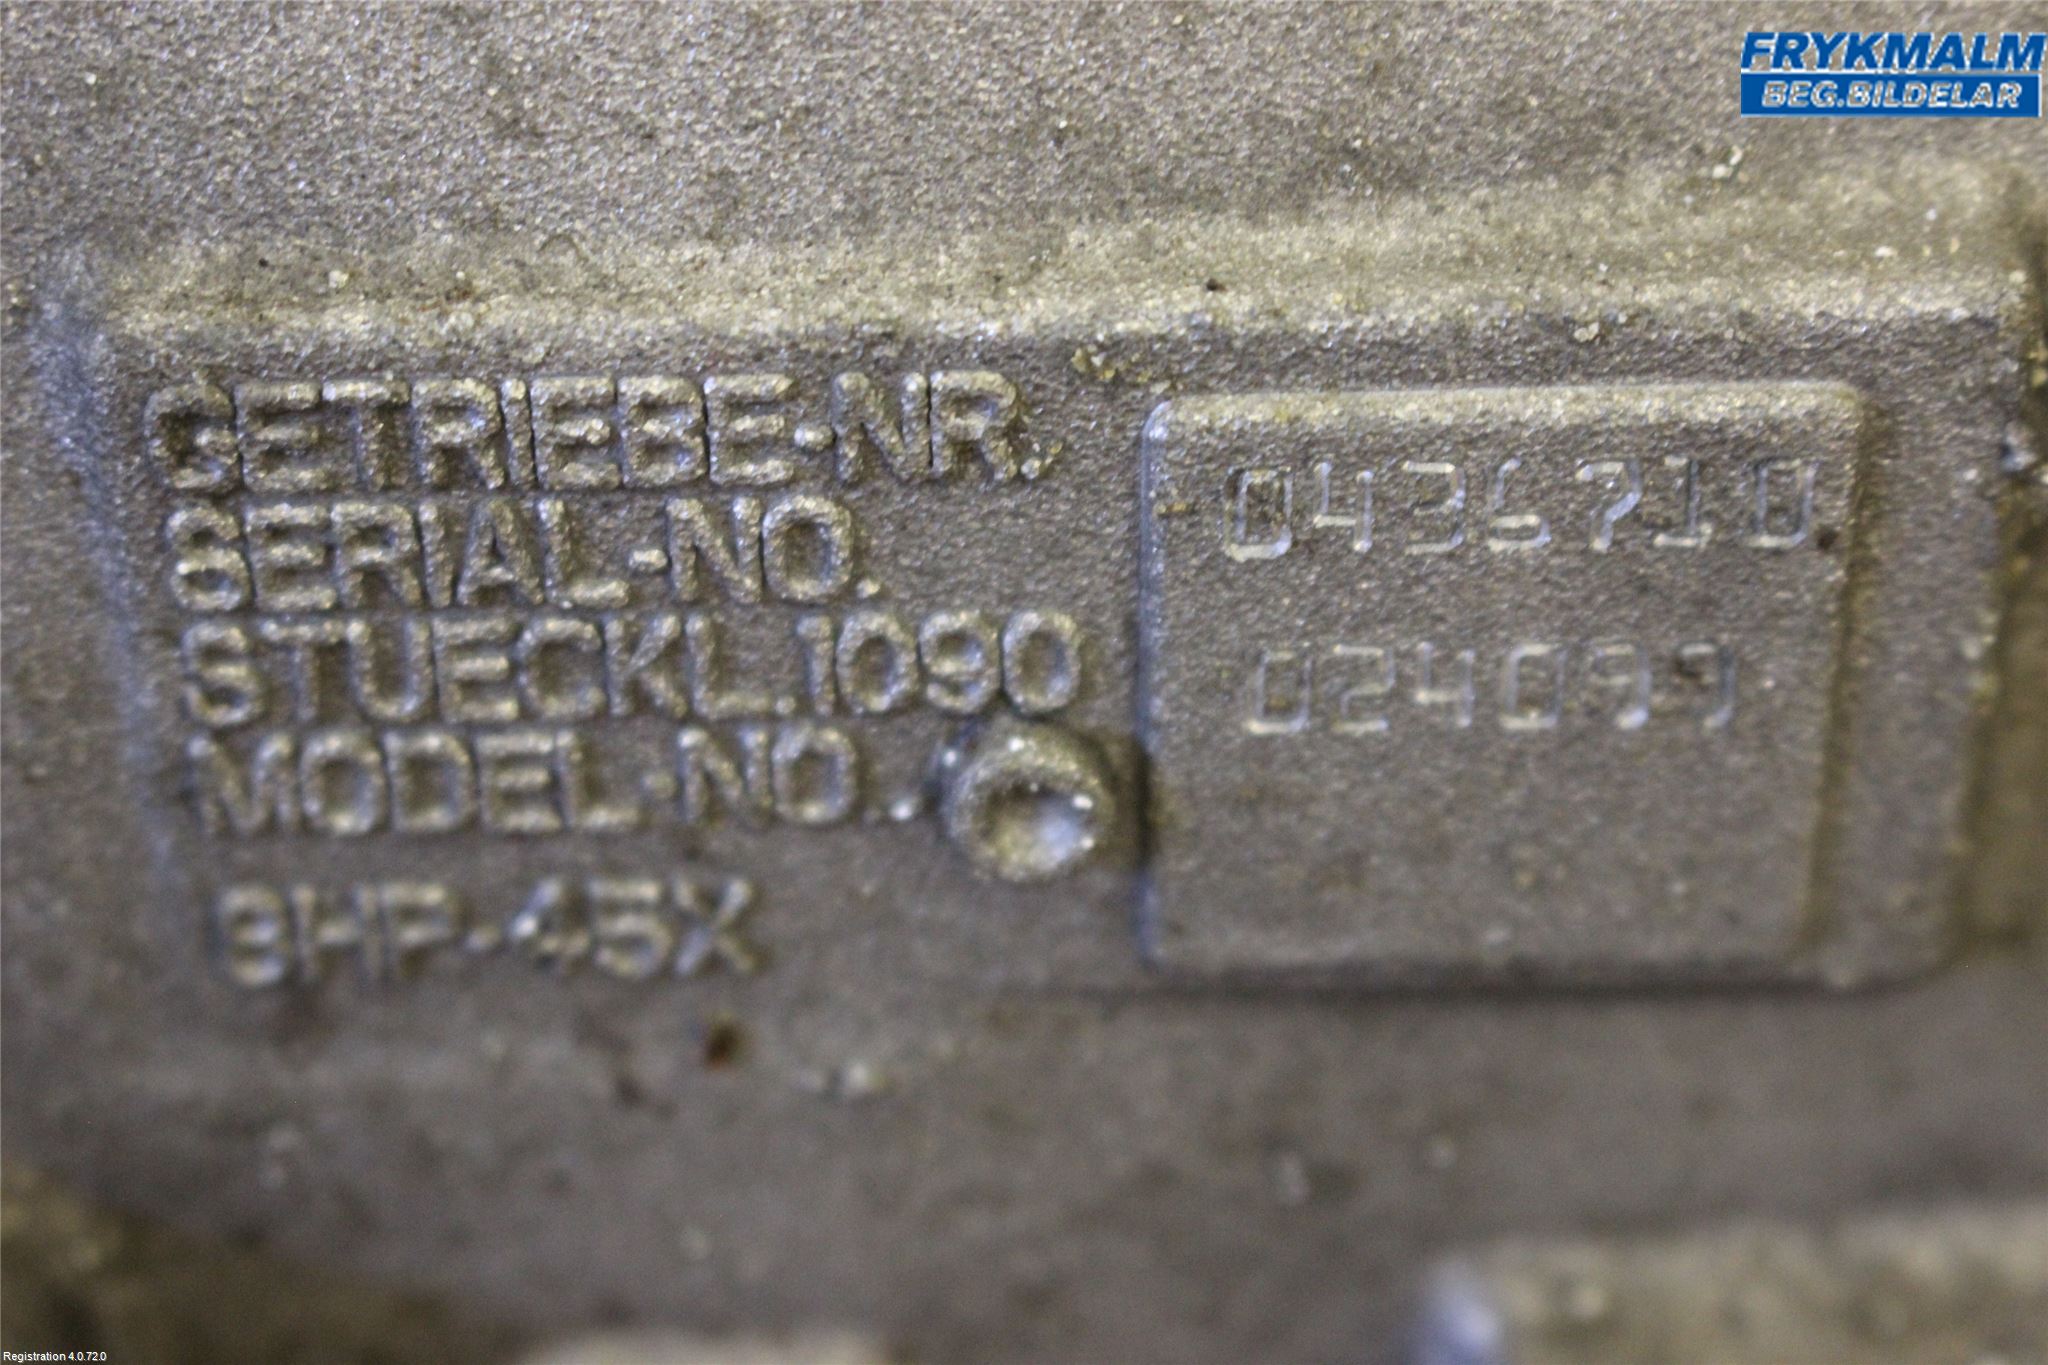 FRYKMALM
BEG.BILDELAR
GETRIEBE-NR.
SERIAL-NO.
STUECKL.1090
MODEL-NO.
8HP-45X
0436710
024099
Registration 4.0.72.0